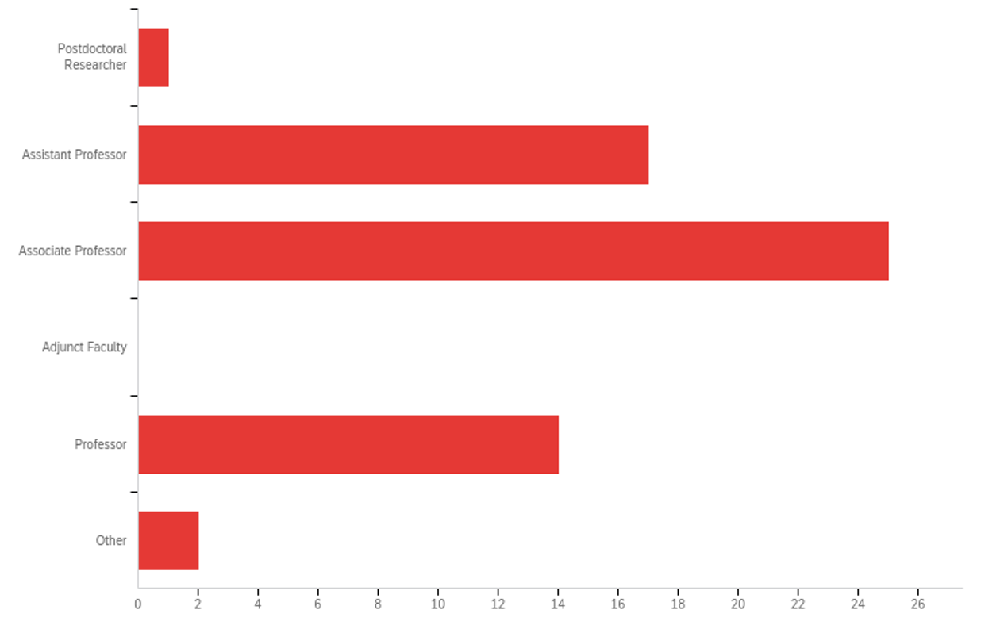 Postdoctoral
Researcher
Assistant Professor
Associate Professor
Adjunct Faculty
Professor
Other
0 2 4 6 8 10 12 14 16 18 20 22 24 26